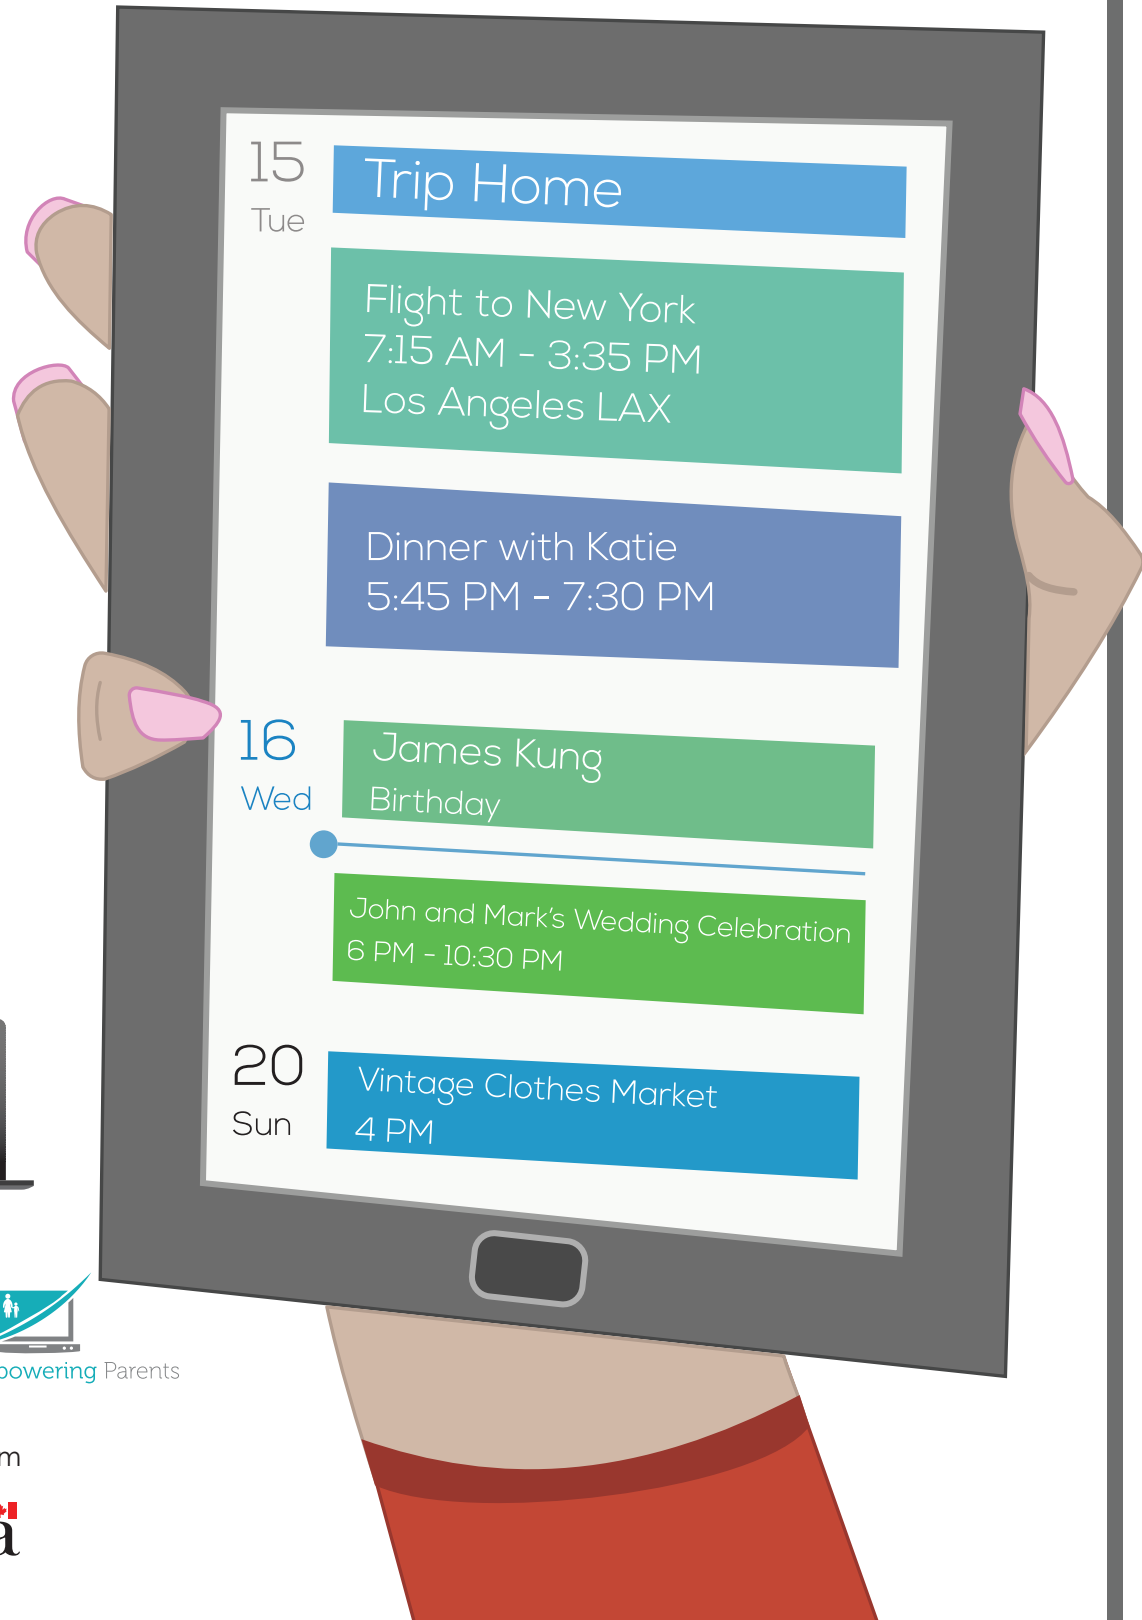 15
Tue
Trip Home
Flight to New York
7:15 AM - 3:35 PM
Los Angeles LAX
Dinner with Katie
5:45 PM - 7:30 PM
16
Wed
James Kung
Birthday
John and Mark's Wedding Celebration
6 PM - 10:30 PM
20
Sun
Vintage Clothes Market
4 PM
powering Parents
m
a